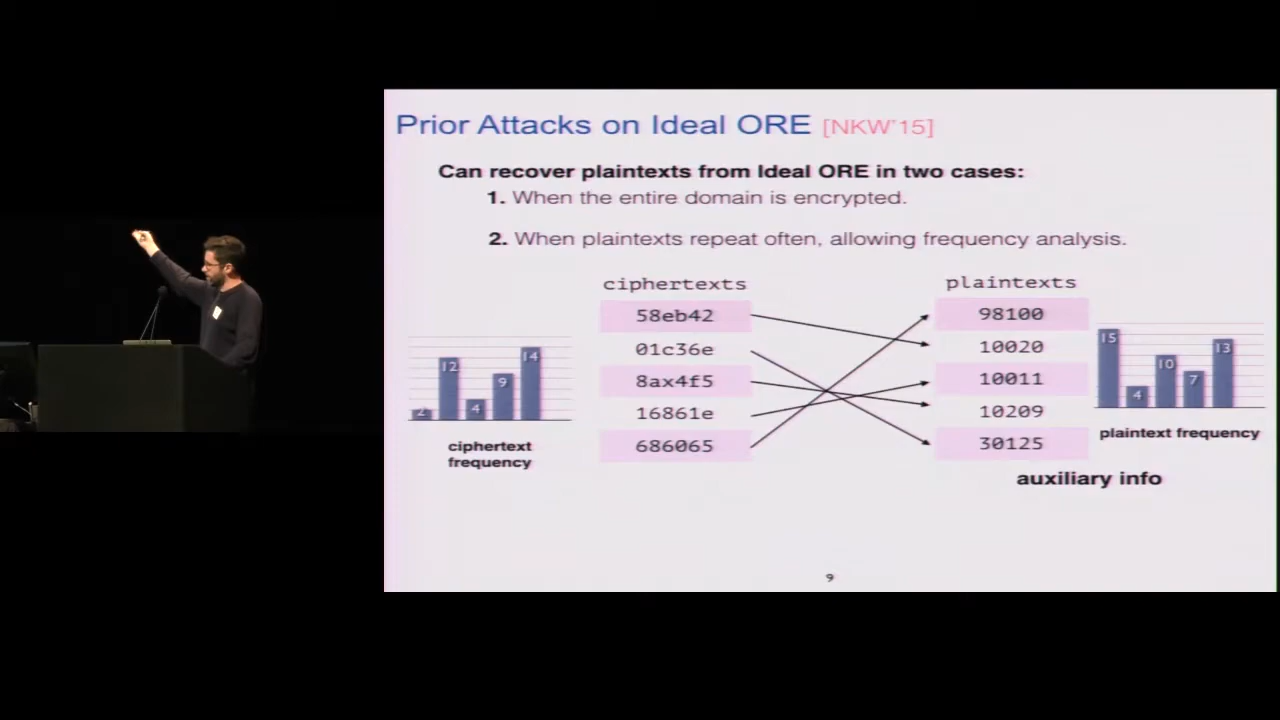 Prior Attacks on Ideal ORE [NKW'15]
Can recover plaintexts from Ideal ORE in two cases:
1. When the entire domain is encrypted.
2. When plaintexts repeat often, allowing frequency analysis.
ciphertexts
58eb42
01c36e
8ax4f5
16861e
686065
plaintexts
98100
10020
10011
10209
30125
2 12 4 9 14
ciphertext
frequency
15 4 10 7 13
plaintext frequency
auxiliary info
9